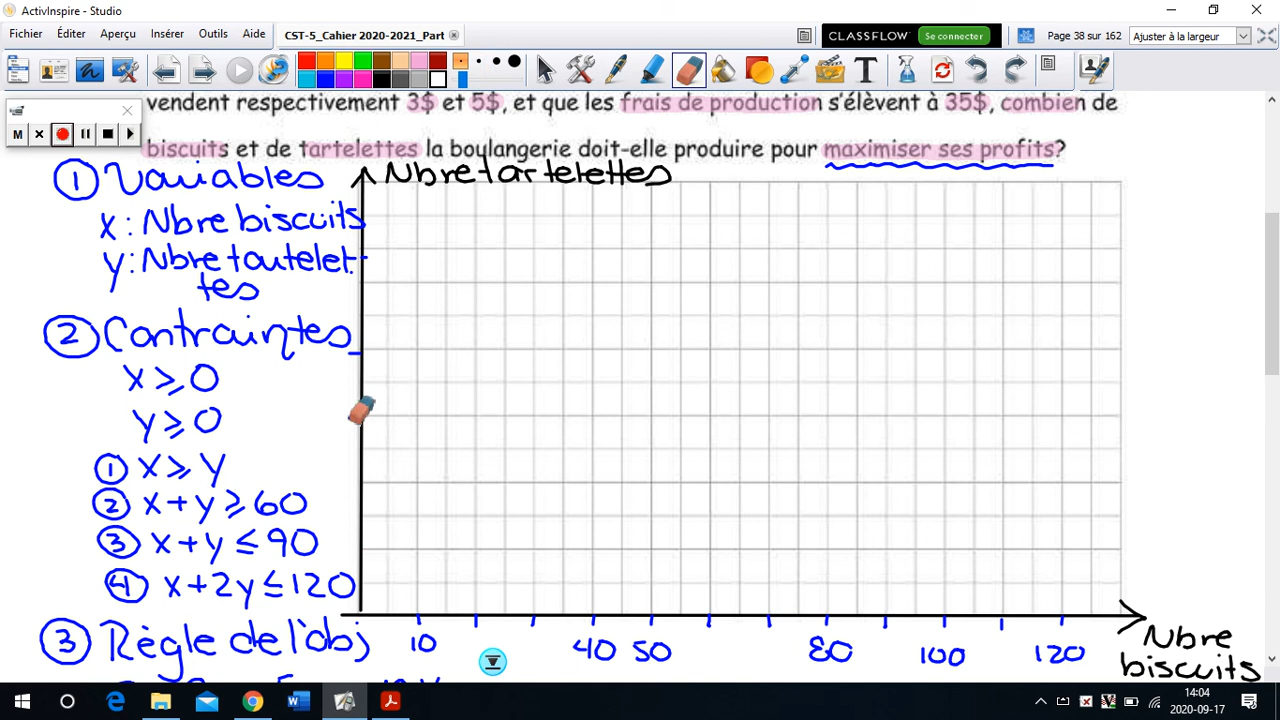 ActivInspire - Studio
Fichier Éditer Aperçu Insérer Outils Aide CST-5_Cahier 2020-2021_Part CLASSFLOW Se connecter Page 38 sur 162 Ajuster à la largeur
M
vendent respectivement 3$ et 5$, et que les frais de production s'élèvent à 35$, combien de
biscuits et de tartelettes la boulangerie doit-elle produire pour maximiser ses profits?
① Variables
x : Nbre biscuits
y : Nbre tartelet-
tes
② Contraintes
x ≥ 0
y ≥ 0
① x ≥ y
② x + y ≥ 60
③ x + y ≤ 90
④ x + 2y ≤ 120
③ Règle de l'obj
Nbre tartelettes
10 40 50 80 100 120
Nbre
biscuits
14:04
2020-09-17